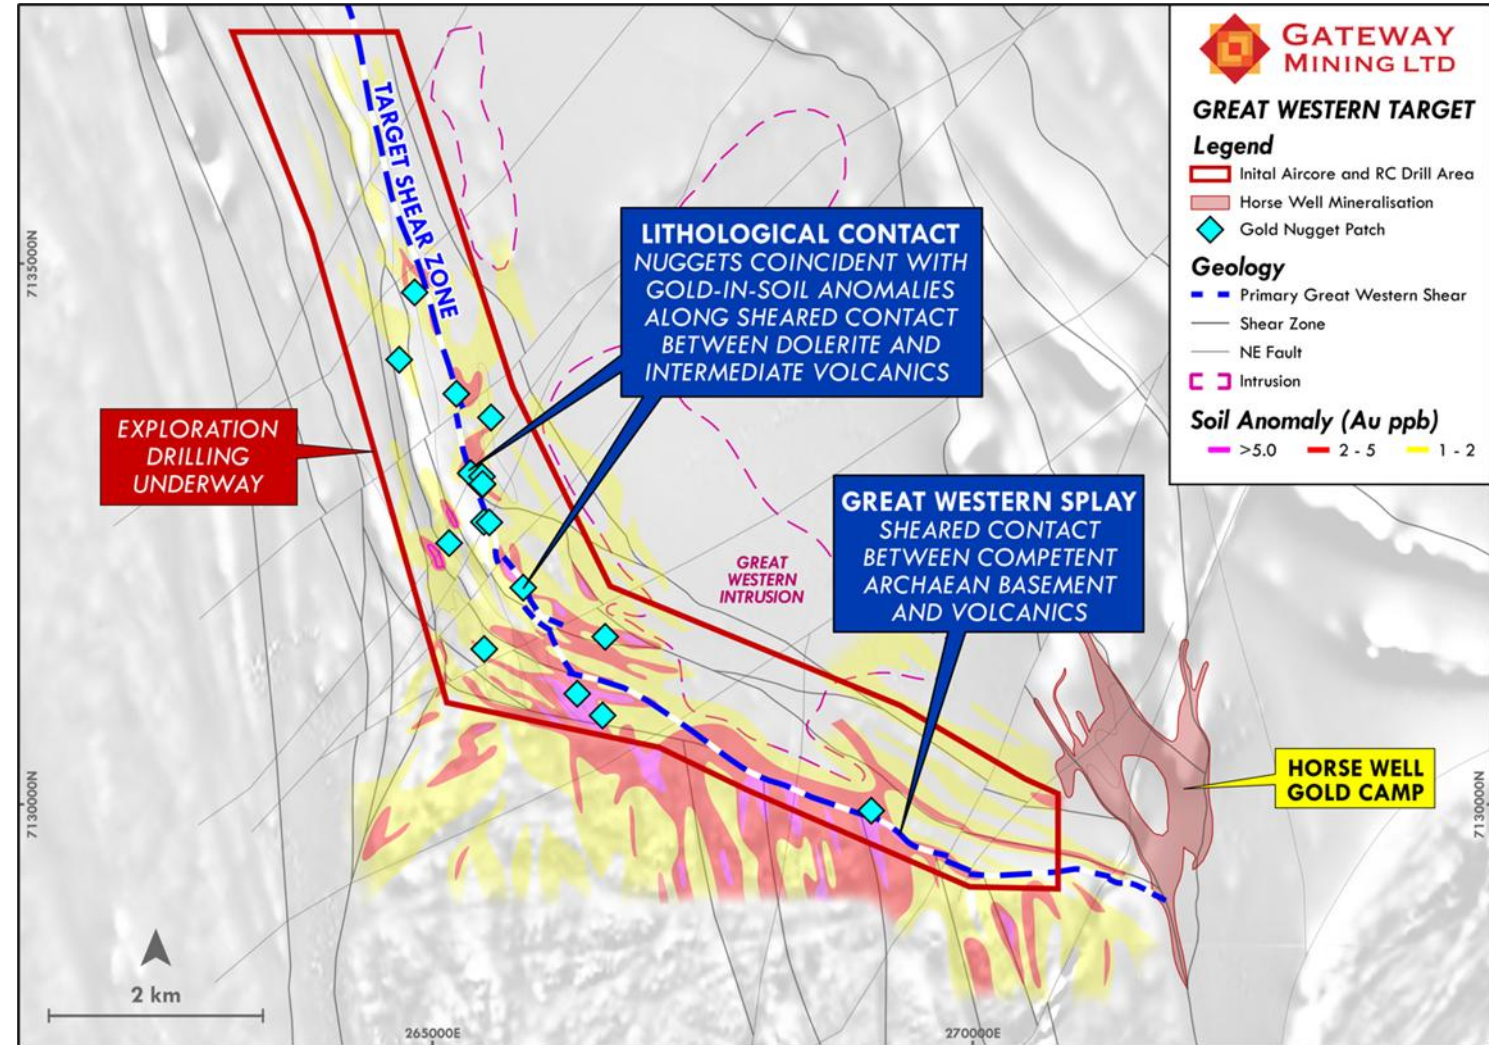 GATEWAY
MINING LTD
GREAT WESTERN TARGET
Legend
Inital Aircore and RC Drill Area
Horse Well Mineralisation
Gold Nugget Patch
Geology
Primary Great Western Shear
Shear Zone
NE Fault
Intrusion
Soil Anomaly (Au ppb)
>5.0
2 - 5
1 - 2
TARGET SHEAR ZONE
LITHOLOGICAL CONTACT
NUGGETS COINCIDENT WITH
GOLD-IN-SOIL ANOMALIES
ALONG SHEARED CONTACT
BETWEEN DOLERITE AND
INTERMEDIATE VOLCANICS
7135000N
EXPLORATION
DRILLING
UNDERWAY
GREAT WESTERN SPLAY
SHEARED CONTACT
BETWEEN COMPETENT
ARCHAEAN BASEMENT
AND VOLCANICS
GREAT
WESTERN
INTRUSION
HORSE WELL
GOLD CAMP
7130000N
7130000N
2 km
265000E
270000E